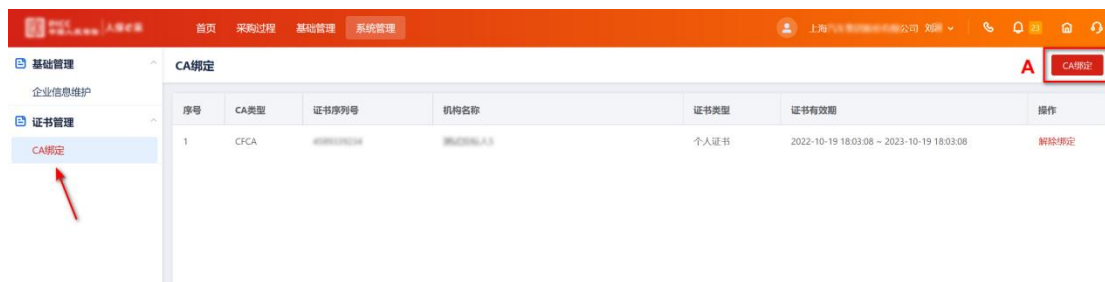 首页 采购过程 基础管理 系统管理 上海 公司 刘 23
基础管理 CA绑定 A CA绑定
企业信息维护
序号 CA类型 证书序列号 机构名称 证书类型 证书有效期 操作
证书管理
1 CFCA 个人证书 2022-10-19 18:03:08 ~ 2023-10-19 18:03:08 解除绑定
CA绑定